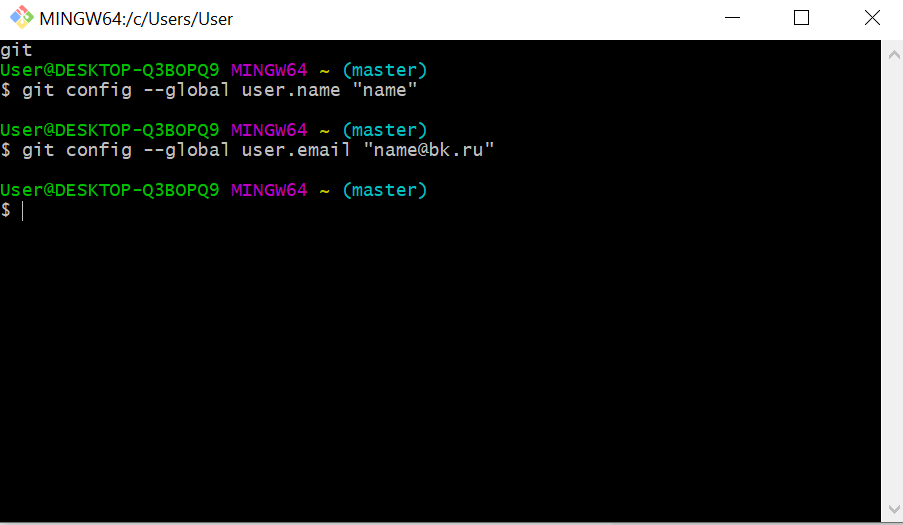 MINGW64:/c/Users/User
git
User@DESKTOP-Q3BOPQ9 MINGW64 ~ (master)
$ git config --global user.name "name"
User@DESKTOP-Q3BOPQ9 MINGW64 ~ (master)
$ git config --global user.email "name@bk.ru"
User@DESKTOP-Q3BOPQ9 MINGW64 ~ (master)
$